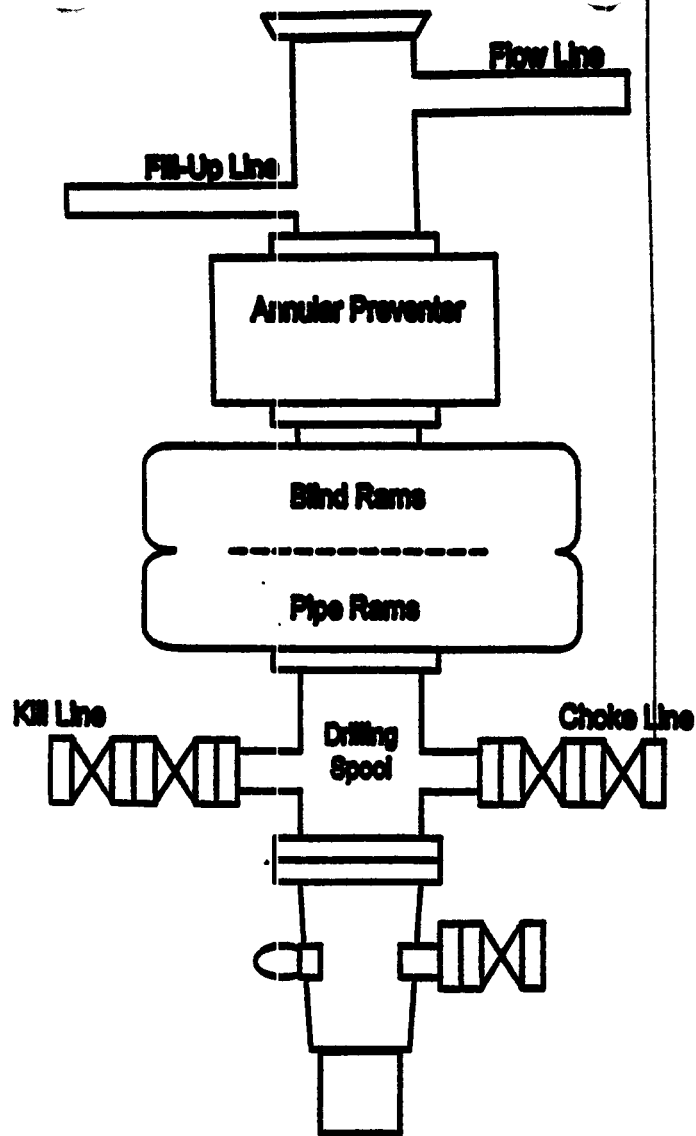 Flow Line
Fill-Up Line
Annular Preventer
Blind Rams
Pipe Rams
Kill Line
Choke Line
Drilling
Spool